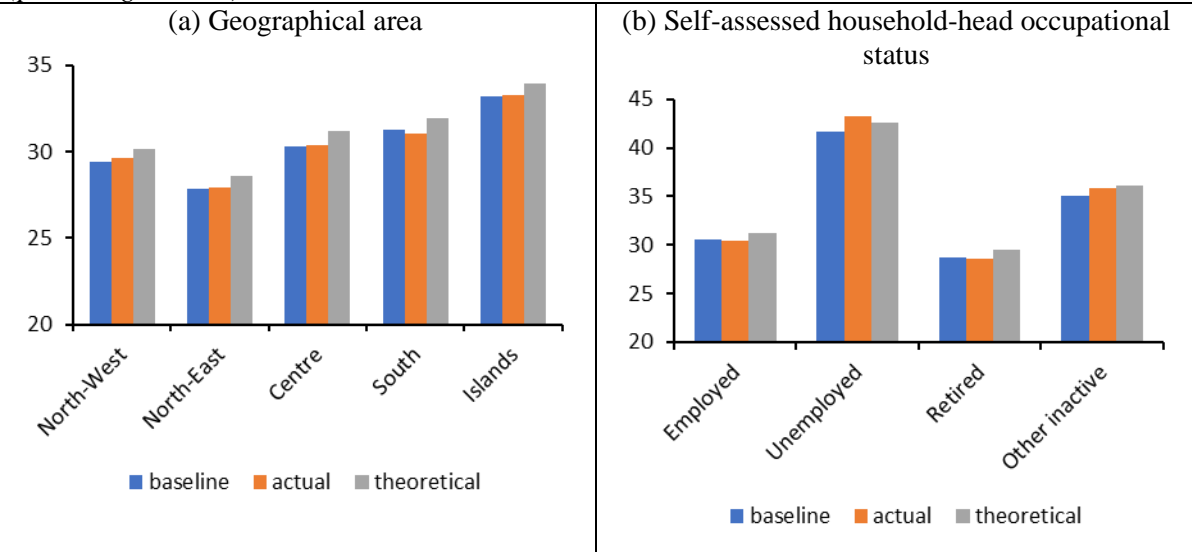 (a) Geographical area
35
30
25
20
North-West
North-East
Centre
South
Islands
baseline actual theoretical
(b) Self-assessed household-head occupational
status
45
40
35
30
25
20
Employed
Unemployed
Retired
Other inactive
baseline actual theoretical